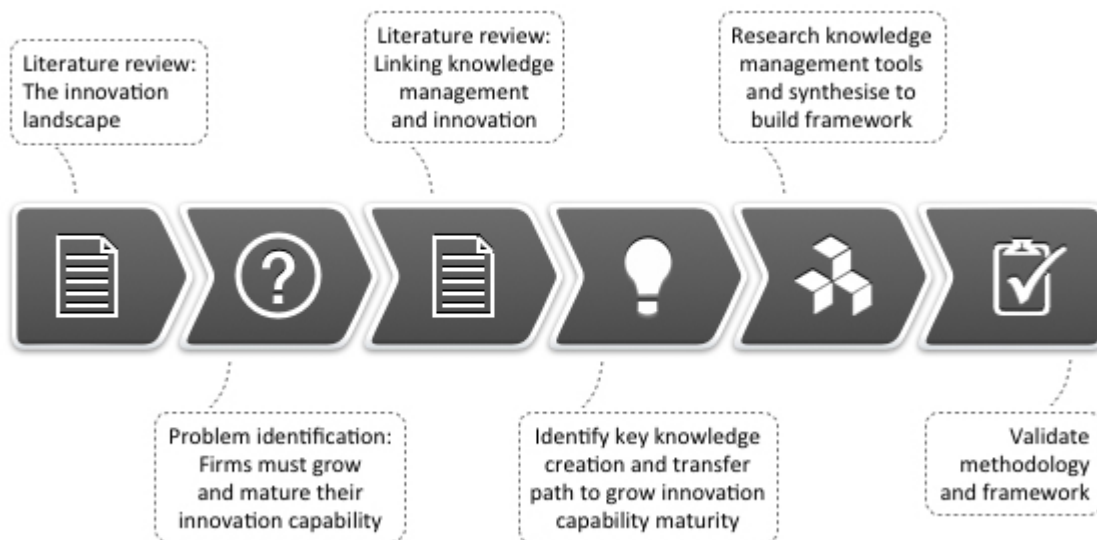 Literature review:
The innovation
landscape
Problem identification:
Firms must grow
and mature their
innovation capability
Literature review:
Linking knowledge
management
and innovation
Identify key knowledge
creation and transfer
path to grow innovation
capability maturity
Research knowledge
management tools
and synthesise to
build framework
Validate
methodology
and framework